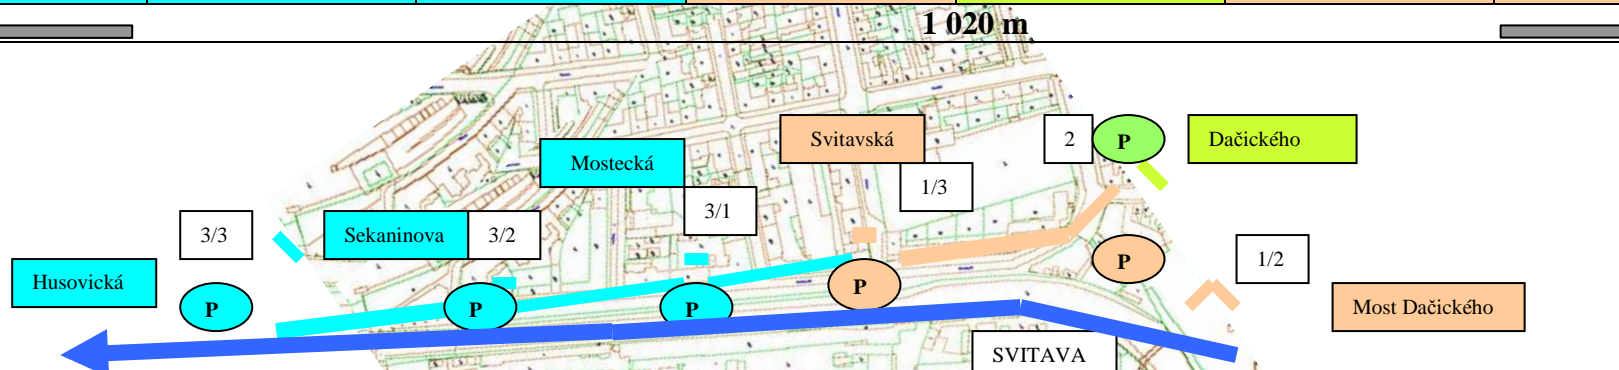 1 020 m
Svitavská
2
P
Dačického
Mostecká
1/3
3/1
3/3
Sekaninova
3/2
P
1/2
Husovická
P
P
P
P
Most Dačického
SVITAVA